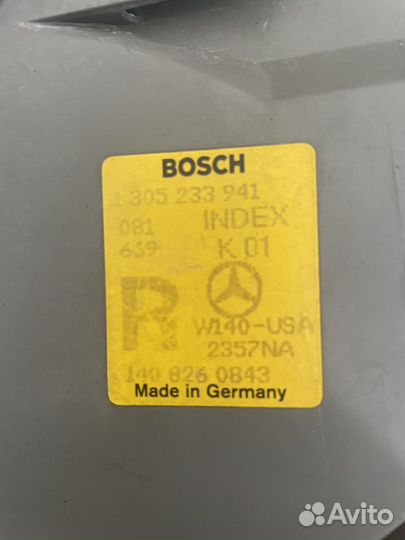 BOSCH
1 305 233 941
081 INDEX
659 K 01
R
W140-USA
2357NA
140 826 0843
Made in Germany
Avito